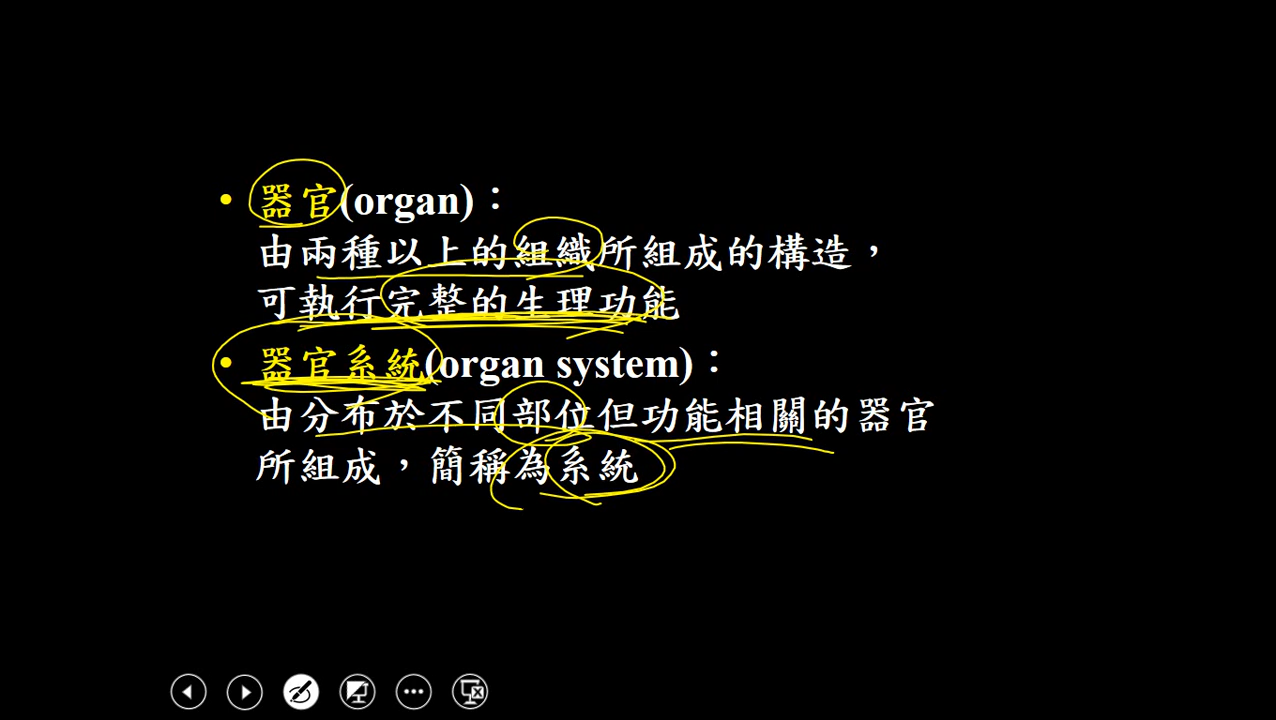 • 器官(organ)：
由兩種以上的組織所組成的構造，
可執行完整的生理功能
• 器官系統(organ system)：
由分布於不同部位但功能相關的器官
所組成，簡稱為系統